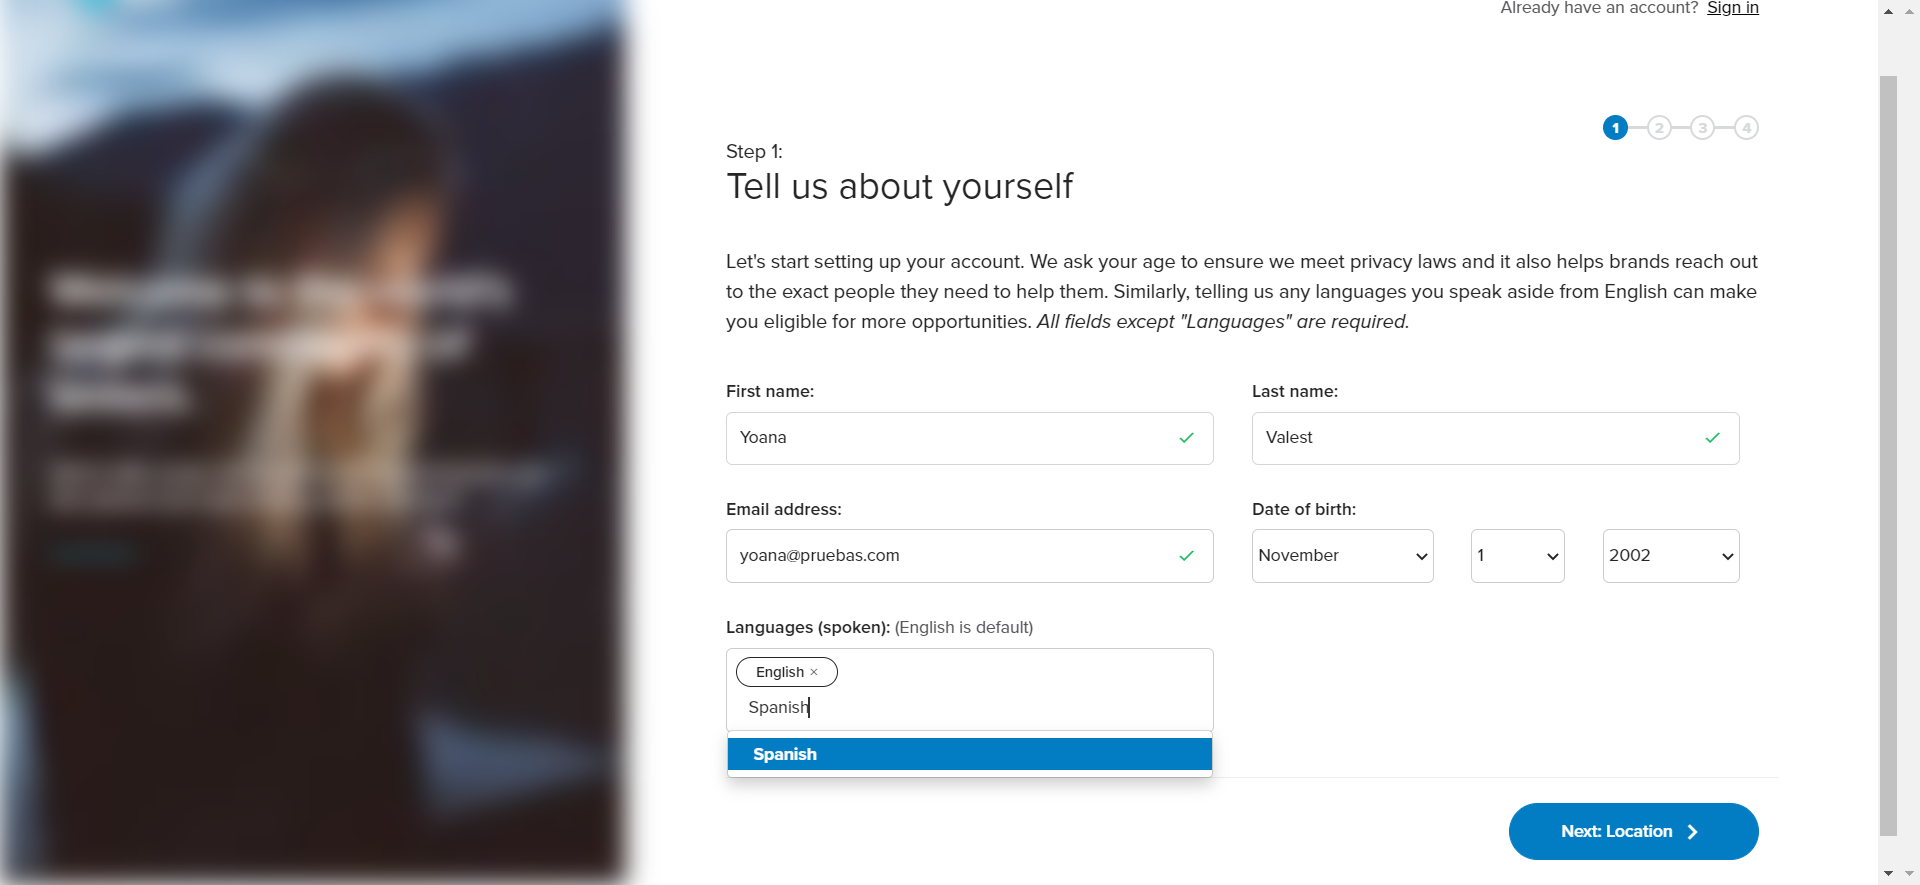 Already have an account? Sign in
1 2 3 4
Step 1:
Tell us about yourself
Let's start setting up your account. We ask your age to ensure we meet privacy laws and it also helps brands reach out
to the exact people they need to help them. Similarly, telling us any languages you speak aside from English can make
you eligible for more opportunities. All fields except "Languages" are required.
First name:
Last name:
Yoana
Valest
Email address:
Date of birth:
yoana@pruebas.com
November
1
2002
Languages (spoken): (English is default)
English ×
Spanish
Spanish
Next: Location